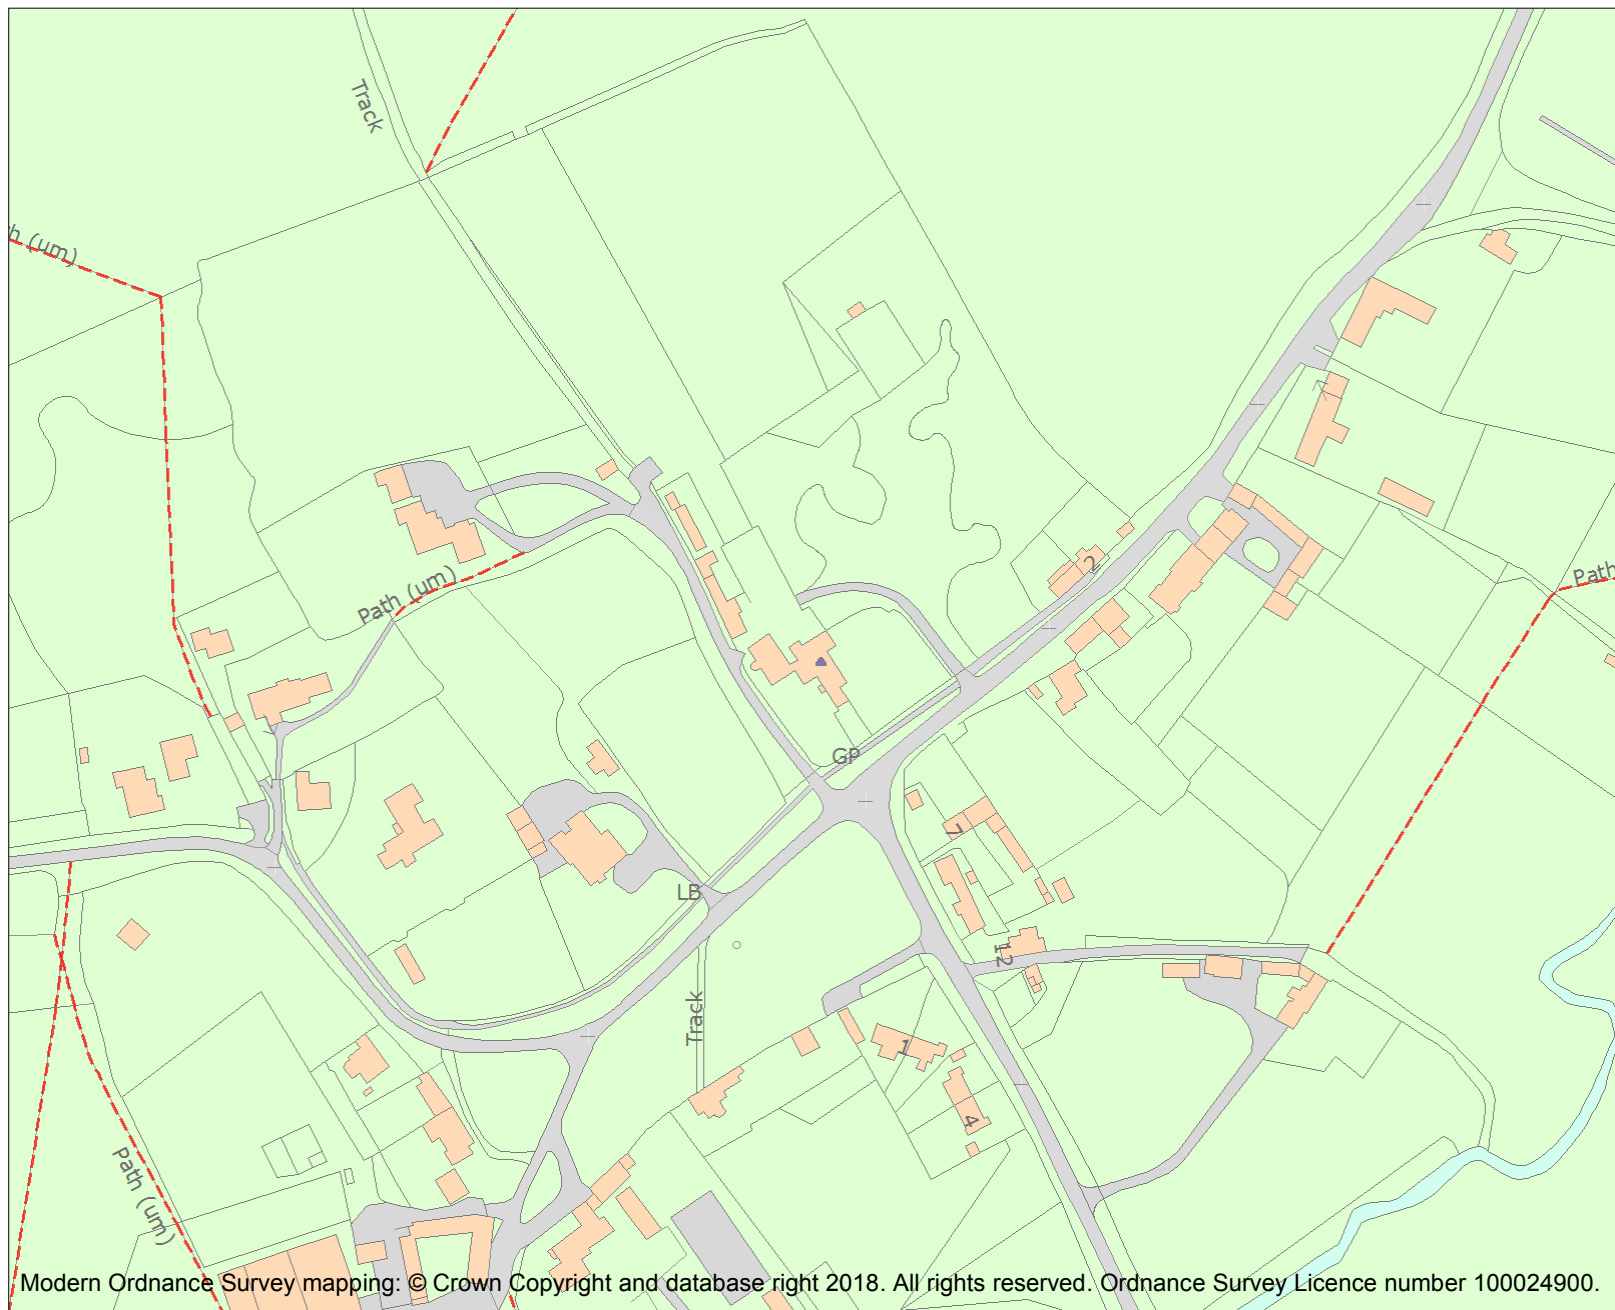 Track
h (um)
Path (um)
2
Path
GP
7
LB
12
Track
1
4
Path (um)
Modern Ordnance Survey mapping: © Crown Copyright and database right 2018. All rights reserved. Ordnance Survey Licence number 100024900.